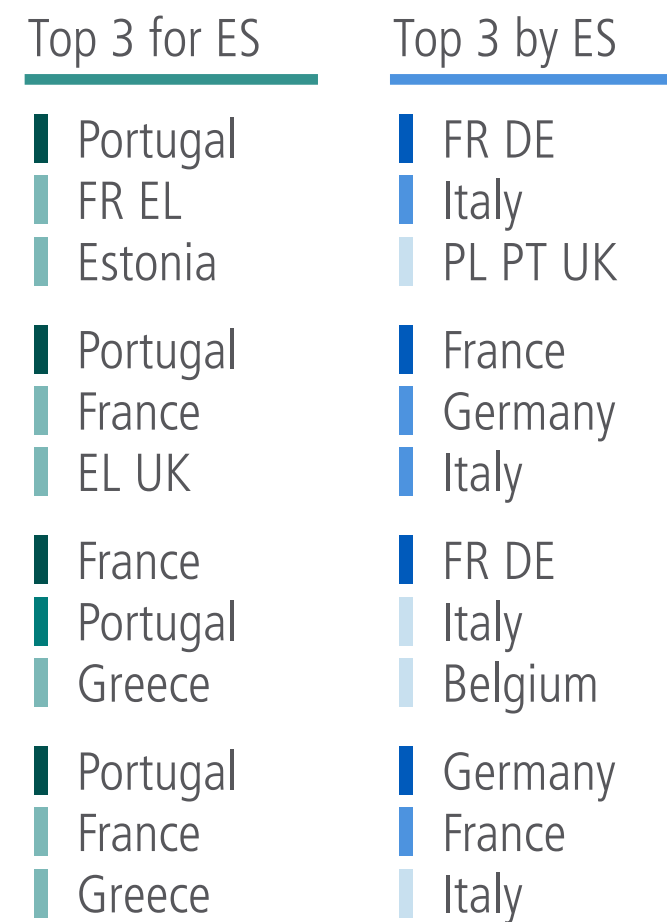 Top 3 for ES
Portugal
FR EL
Estonia
Portugal
France
EL UK
France
Portugal
Greece
Portugal
France
Greece
Top 3 by ES
FR DE
Italy
PL PT UK
France
Germany
Italy
FR DE
Italy
Belgium
Germany
France
Italy